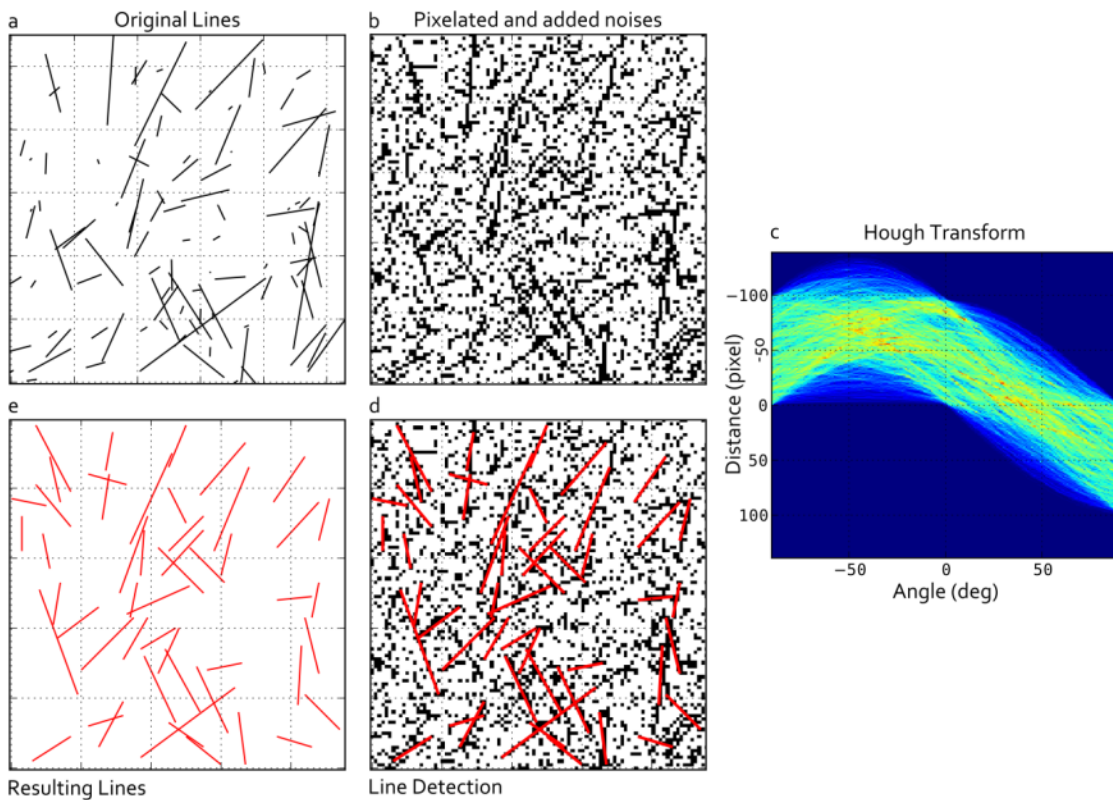 a
Original Lines
b
Pixelated and added noises
c
Hough Transform
−100
−50
0
50
100
Distance (pixel)
−50
0
50
Angle (deg)
e
d
Resulting Lines
Line Detection